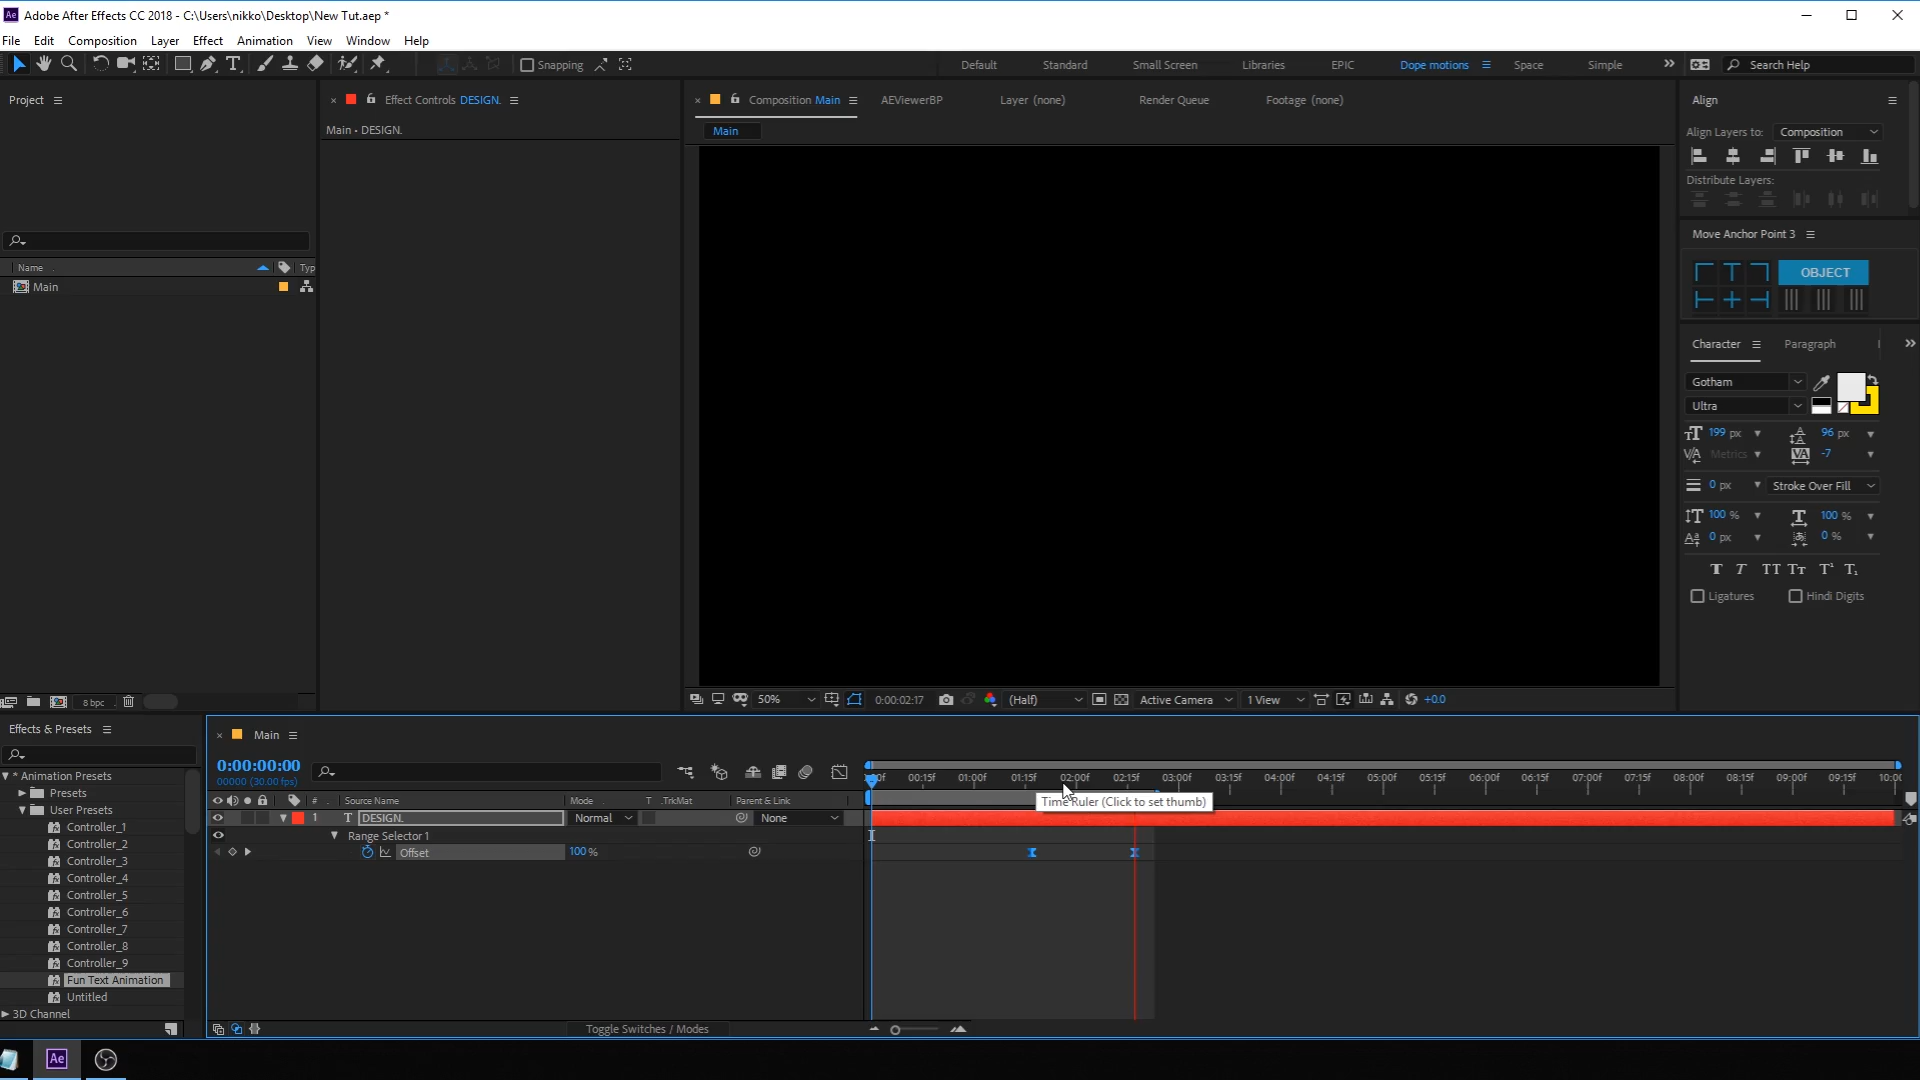 Ae Adobe After Effects CC 2018 - C:\Users\nikko\Desktop\New Tut.aep *
File Edit Composition Layer Effect Animation View Window Help
Snapping
Default Standard Small Screen Libraries EPIC Dope motions Space Simple Search Help
Project
Effect Controls DESIGN.
Main • DESIGN.
Composition Main AEViewerBP Layer (none) Render Queue Footage (none)
Main
Align
Align Layers to: Composition
Distribute Layers:
Move Anchor Point 3
OBJECT
Character Paragraph
Gotham
Ultra
199 px 96 px
Metrics -7
0 px Stroke Over Fill
100 % 100 %
0 px 0 %
Ligatures Hindi Digits
Name Typ
Main
8 bpc
50% 0:00:02:17 (Half) Active Camera 1 View +0.0
Effects & Presets
* Animation Presets
Presets
User Presets
Controller_1
Controller_2
Controller_3
Controller_4
Controller_5
Controller_6
Controller_7
Controller_8
Controller_9
Fun Text Animation
Untitled
3D Channel
Main
0:00:00:00
00000 (30.00 fps)
00:15f 01:00f 01:15f 02:00f 02:15f 03:00f 03:15f 04:00f 04:15f 05:00f 05:15f 06:00f 06:15f 07:00f 07:15f 08:00f 08:15f 09:00f 09:15f 10:00
# Source Name Mode T .TrkMat Parent & Link
Time Ruler (Click to set thumb)
1 T DESIGN. Normal None
Range Selector 1
Offset 100 %
Toggle Switches / Modes
Ae